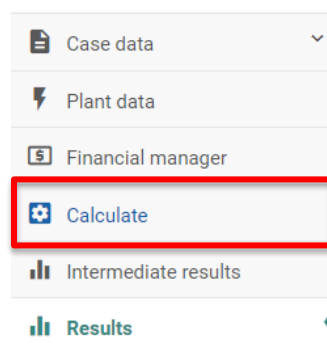 Case data
Plant data
Financial manager
Calculate
Intermediate results
Results